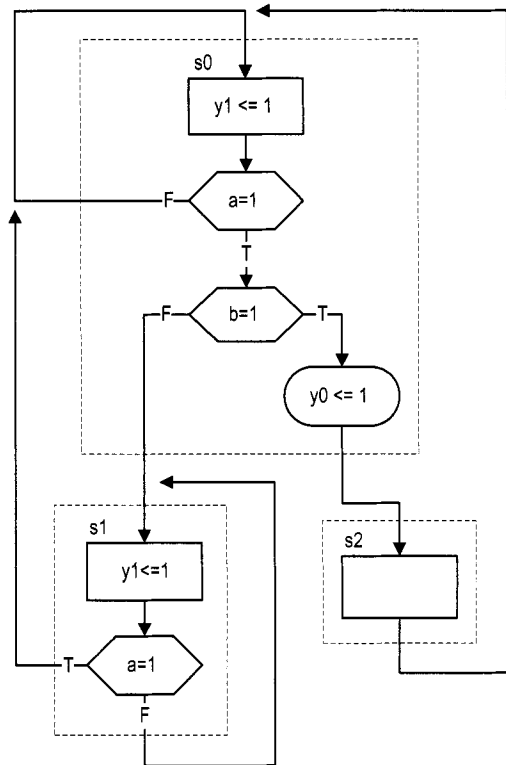 s0
y1 <= 1
F
a=1
T
F
b=1
T
y0 <= 1
s1
y1<=1
s2
T
a=1
F